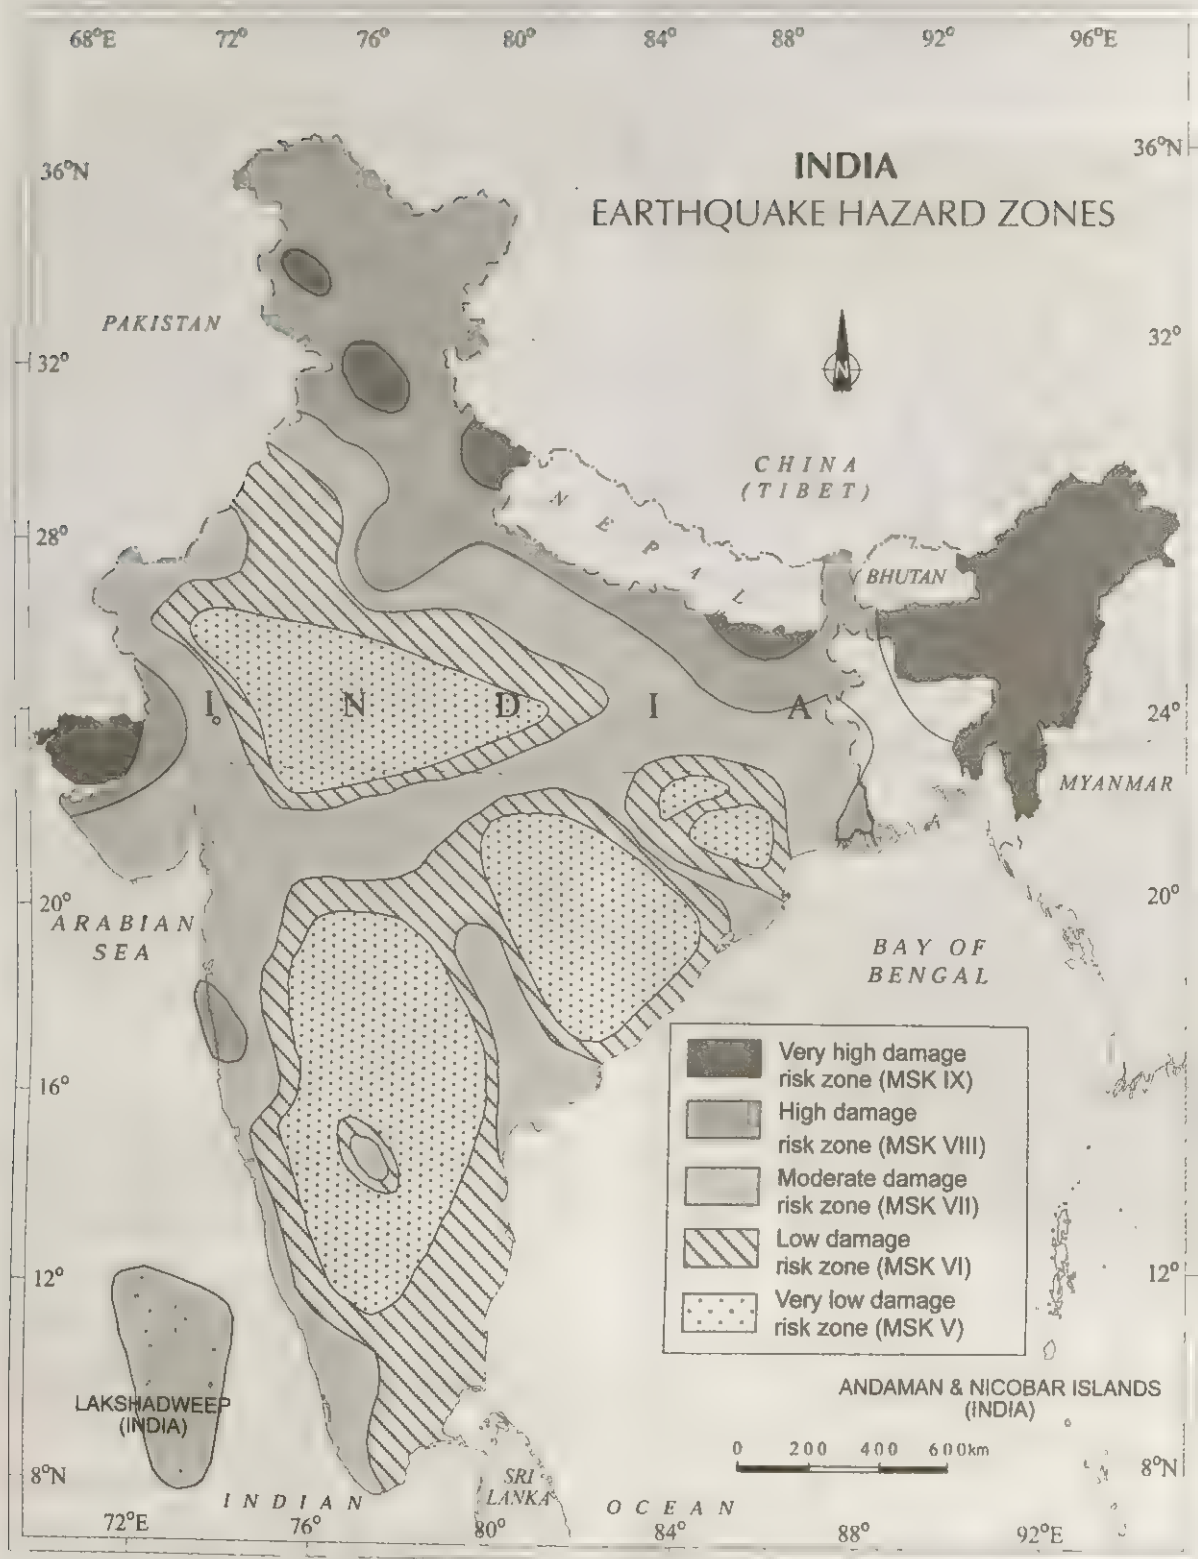 68°E 72° 76° 80° 84° 88° 92° 96°E
INDIA
EARTHQUAKE HAZARD ZONES
36°N 36°N
PAKISTAN
32° 32°
N
CHINA
(TIBET)
NEPAL
28° 28°
BHUTAN
I N D I A
24°
MYANMAR
20° 20°
ARABIAN
SEA
BAY OF
BENGAL
16° 16°
Very high damage
risk zone (MSK IX)
High damage
risk zone (MSK VIII)
Moderate damage
risk zone (MSK VII)
Low damage
risk zone (MSK VI)
Very low damage
risk zone (MSK V)
12° 12°
LAKSHADWEEP
(INDIA)
ANDAMAN & NICOBAR ISLANDS
(INDIA)
0 200 400 600km
8°N 8°N
SRI
LANKA
INDIAN OCEAN
72°E 76° 80° 84° 88° 92°E